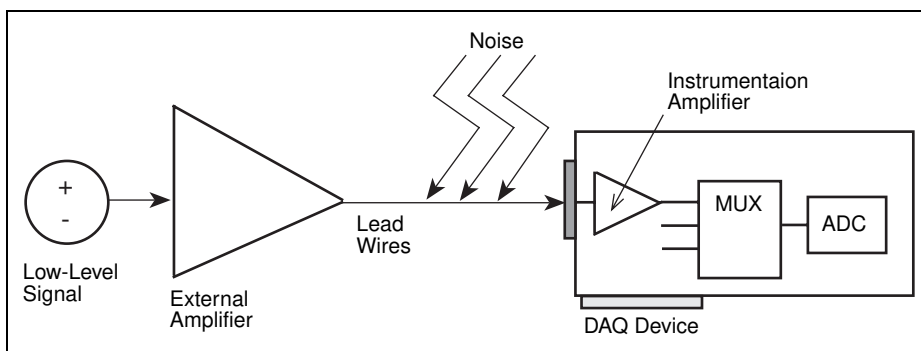 Noise
Instrumentaion
Amplifier
+
-
MUX
ADC
Lead
Wires
Low-Level
Signal
External
Amplifier
DAQ Device